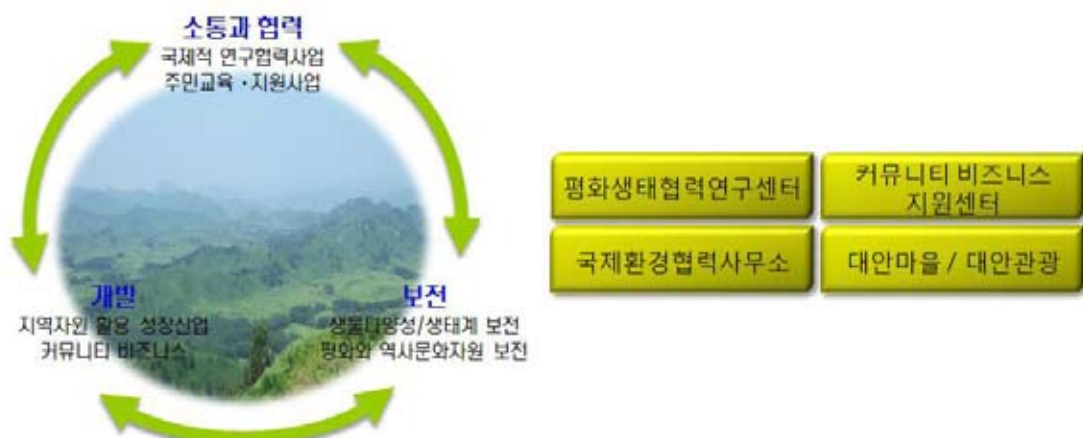 소통과 협력
국제적 연구협력사업
주민교육·지원사업
개발
지역자원 활용 성장산업
커뮤니티 비즈니스
보전
생물다양성/생태계 보전
평화와 역사문화자원 보전
평화생태협력연구센터
커뮤니티 비즈니스
지원센터
국제환경협력사무소
대안마을 / 대안관광